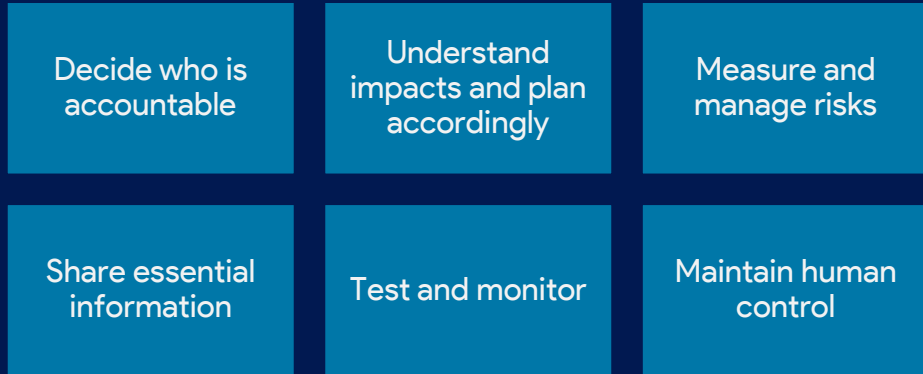 Decide who is
accountable
Understand
impacts and plan
accordingly
Measure and
manage risks
Share essential
information
Test and monitor
Maintain human
control